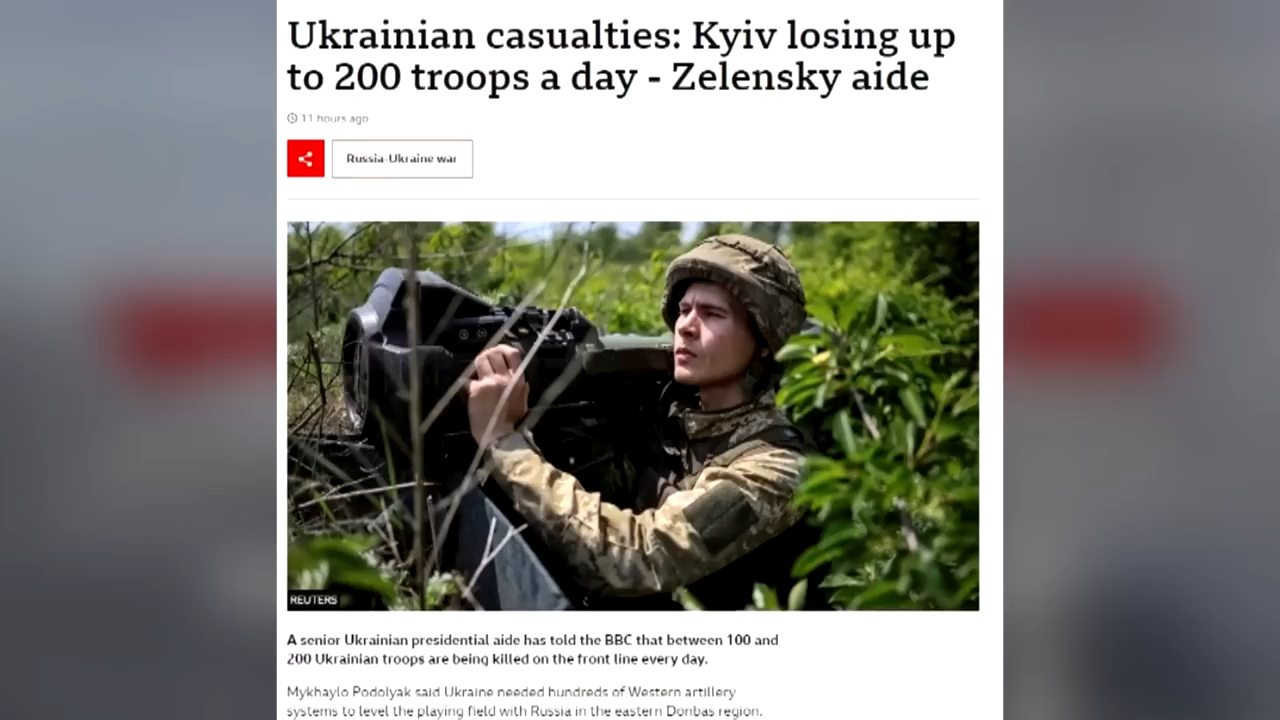 Ukrainian casualties: Kyiv losing up
to 200 troops a day - Zelensky aide
11 hours ago
Russia-Ukraine war
REUTERS
A senior Ukrainian presidential aide has told the BBC that between 100 and
200 Ukrainian troops are being killed on the front line every day.
Mykhaylo Podolyak said Ukraine needed hundreds of Western artillery
systems to level the playing field with Russia in the eastern Donbas region.